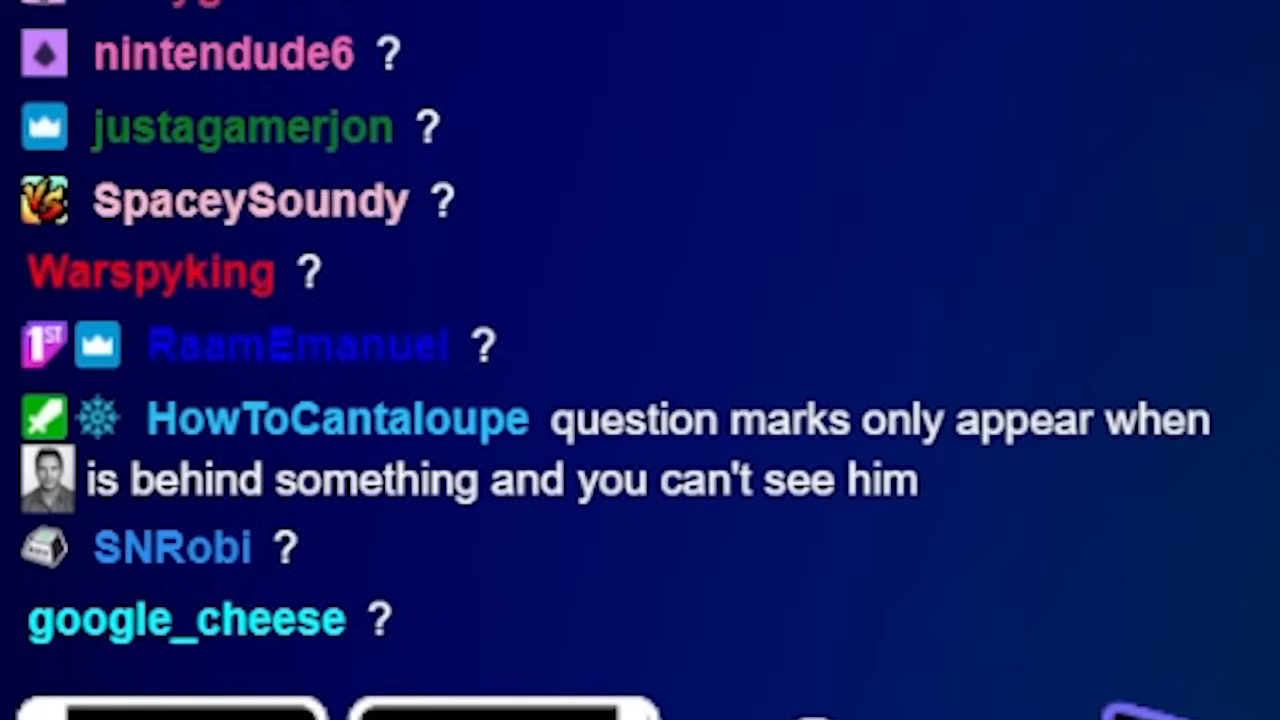 nintendude6 ?
justagamerjon ?
SpaceySoundy ?
Warspyking ?
1ST RaamEmanuel ?
HowToCantaloupe question marks only appear when
is behind something and you can't see him
SNRobi ?
google_cheese ?